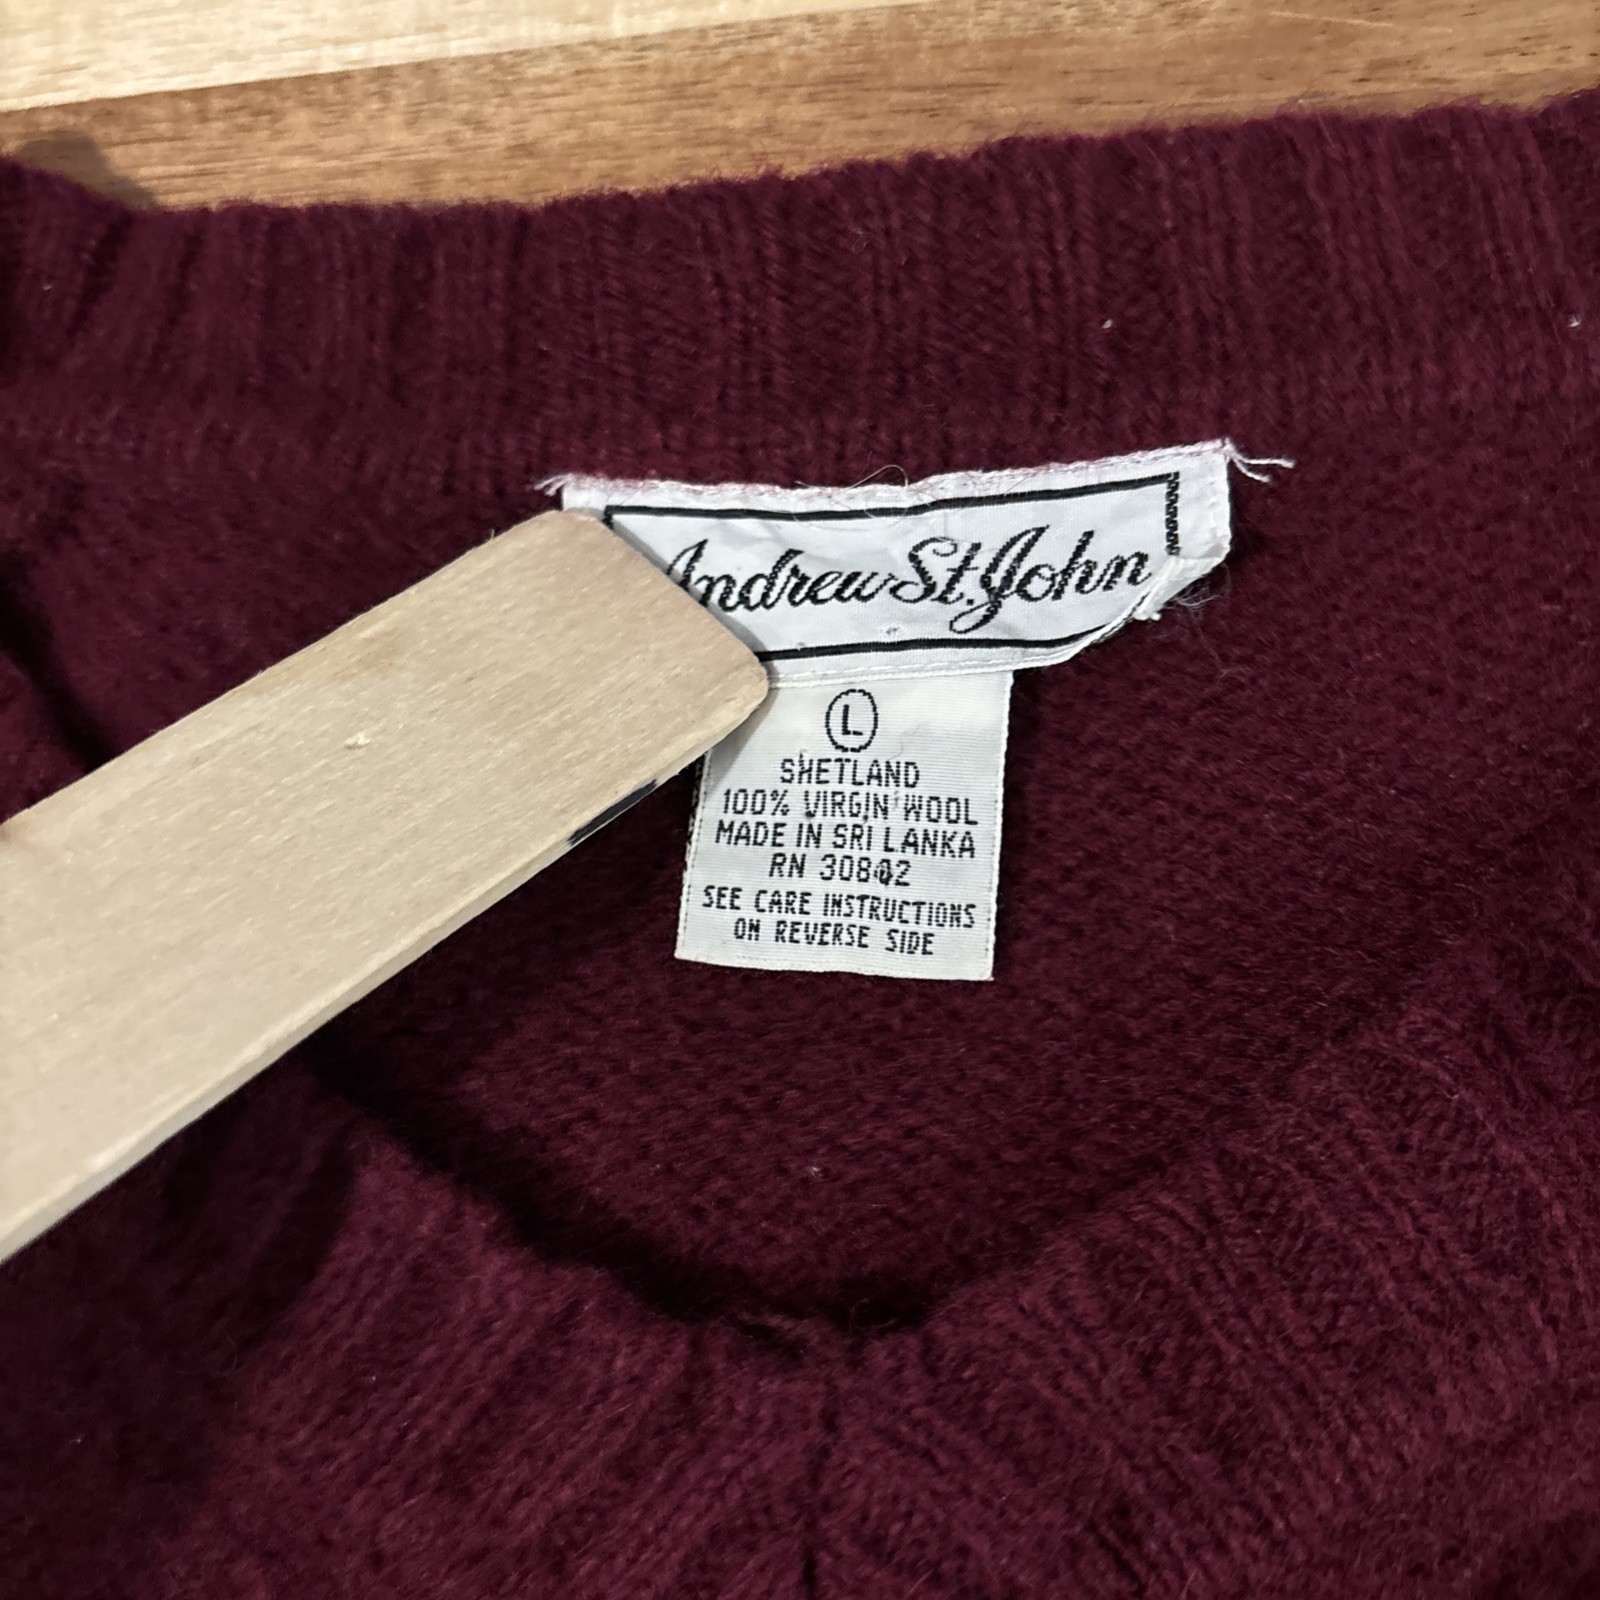 Andrew St. John
L
SHETLAND
100% VIRGIN WOOL
MADE IN SRI LANKA
RN 30802
SEE CARE INSTRUCTIONS
ON REVERSE SIDE